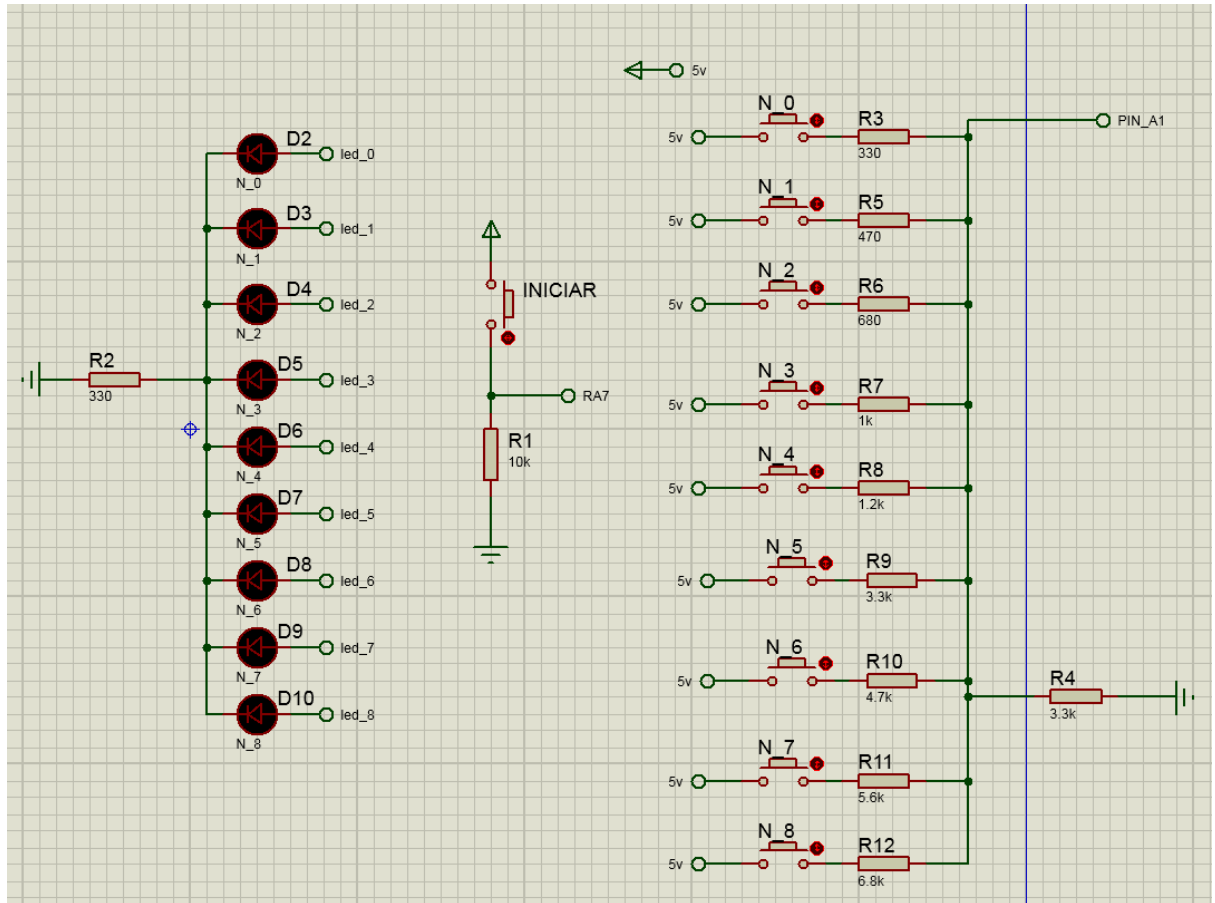 5v
D2
led_0
N_0
D3
led_1
N_1
D4
led_2
N_2
D5
led_3
N_3
D6
led_4
N_4
D7
led_5
N_5
D8
led_6
N_6
D9
led_7
N_7
D10
led_8
N_8
R2
330
INICIAR
RA7
R1
10k
N_0
5v
R3
330
PIN_A1
N_1
5v
R5
470
N_2
5v
R6
680
N_3
5v
R7
1k
N_4
5v
R8
1.2k
N_5
5v
R9
3.3k
N_6
5v
R10
4.7k
R4
3.3k
N_7
5v
R11
5.6k
N_8
5v
R12
6.8k